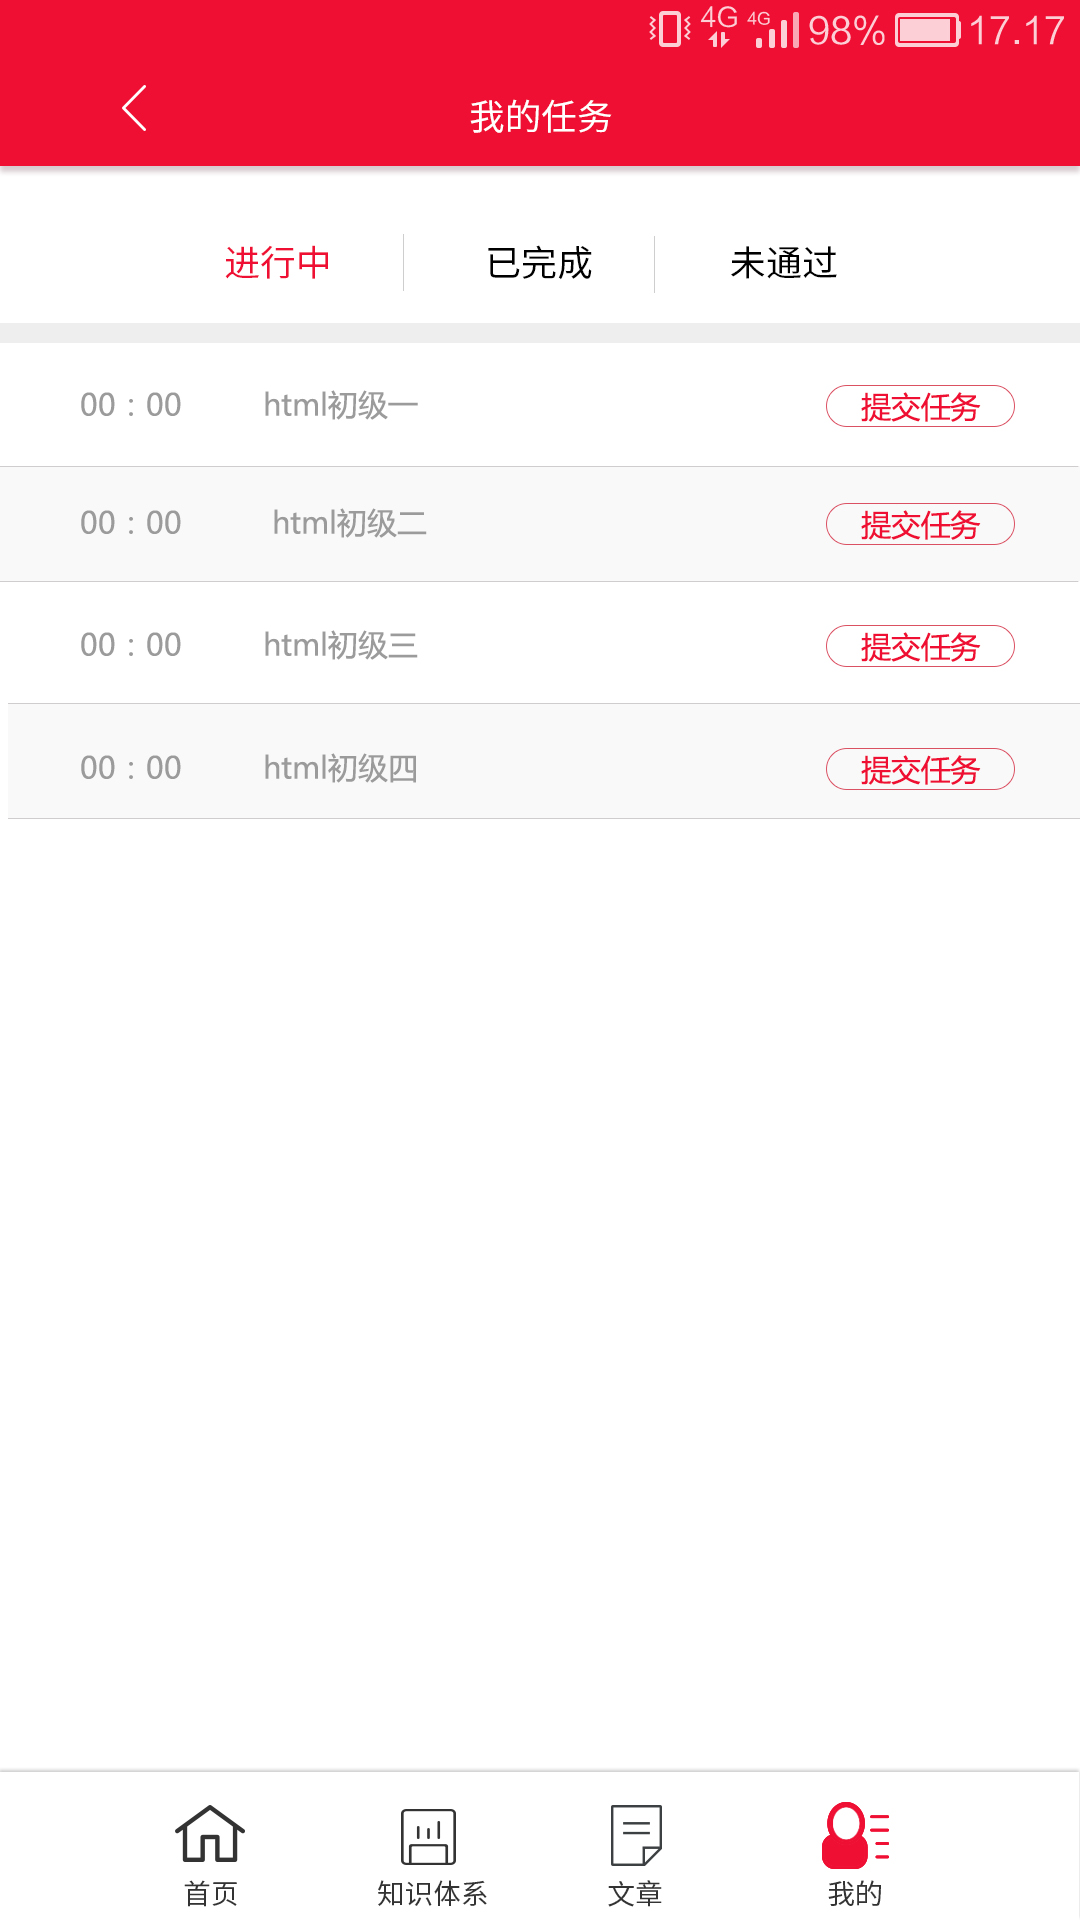 4G 4G 98% 17.17
我的任务
进行中 已完成 未通过
00 : 00 html初级一 提交任务
00 : 00 html初级二 提交任务
00 : 00 html初级三 提交任务
00 : 00 html初级四 提交任务
首页 知识体系 文章 我的